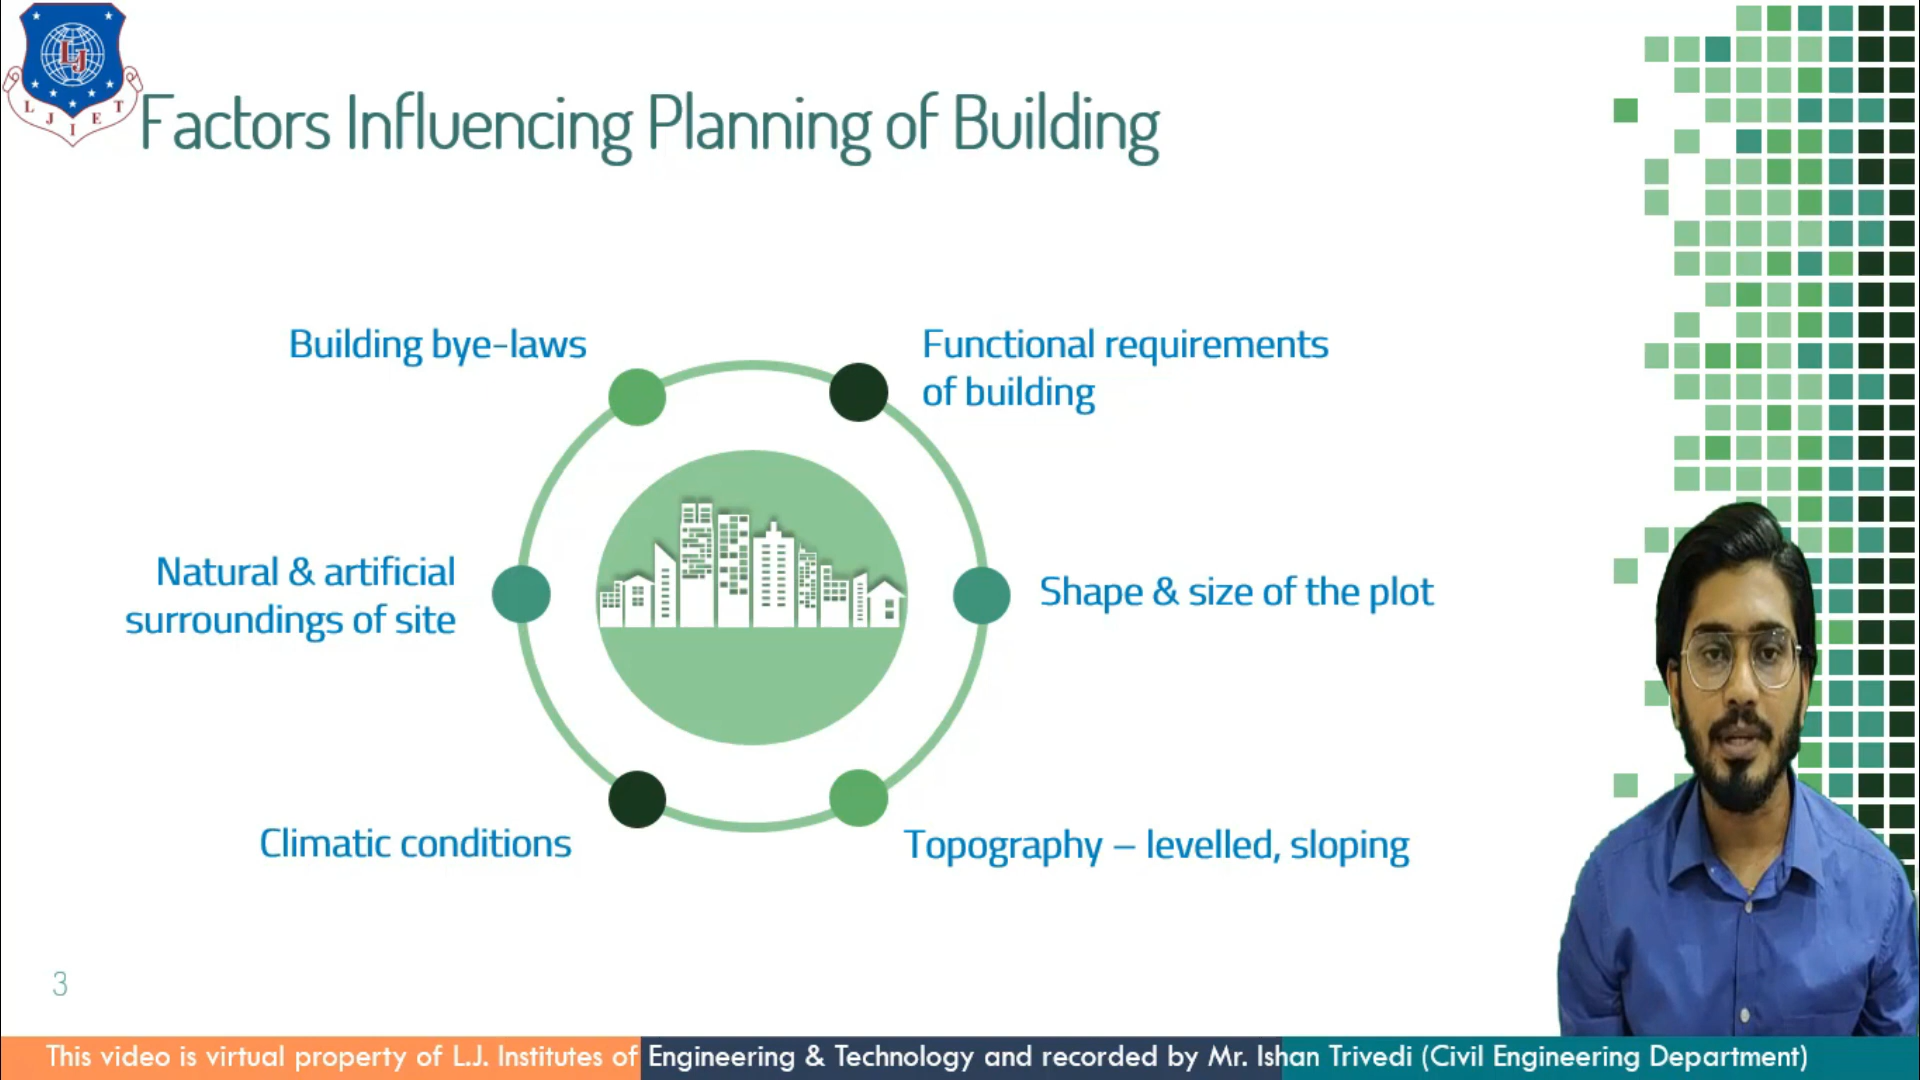 L J I E T
LJ
Factors Influencing Planning of Building
Building bye-laws
Functional requirements
of building
Natural & artificial
surroundings of site
Shape & size of the plot
Climatic conditions
Topography – levelled, sloping
3
This video is virtual property of L.J. Institutes of Engineering & Technology and recorded by Mr. Ishan Trivedi (Civil Engineering Department)